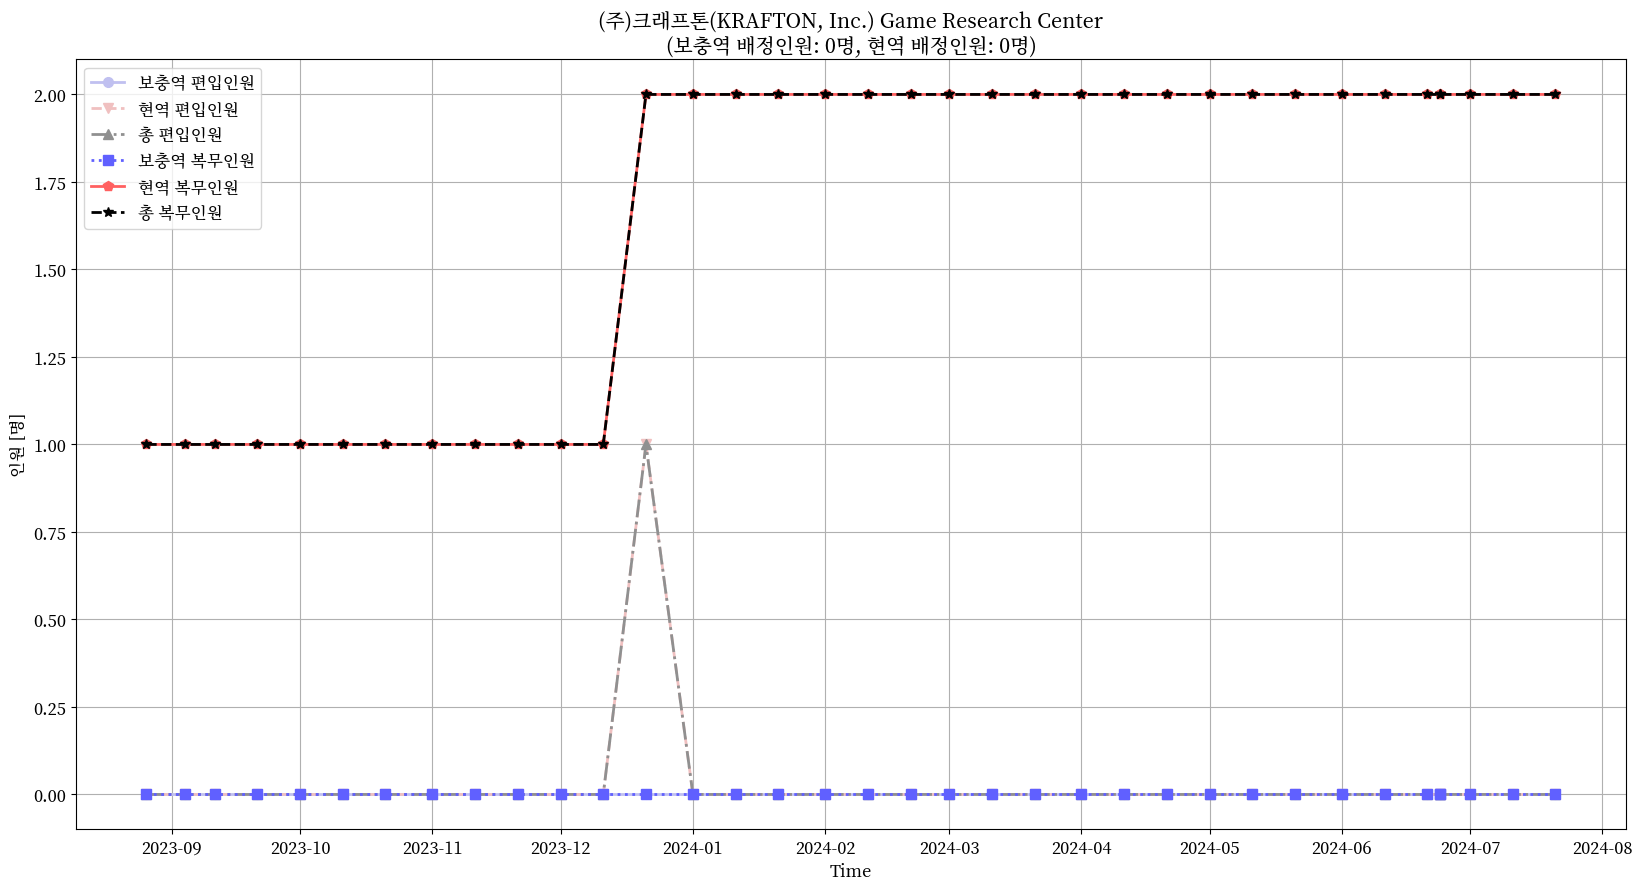 (주)크래프톤(KRAFTON, Inc.) Game Research Center
(보충역 배정인원: 0명, 현역 배정인원: 0명)
보충역 편입인원
현역 편입인원
총 편입인원
보충역 복무인원
현역 복무인원
총 복무인원
2.00
1.75
1.50
1.25
1.00
0.75
0.50
0.25
0.00
인원 [명]
2023-09 2023-10 2023-11 2023-12 2024-01 2024-02 2024-03 2024-04 2024-05 2024-06 2024-07 2024-08
Time